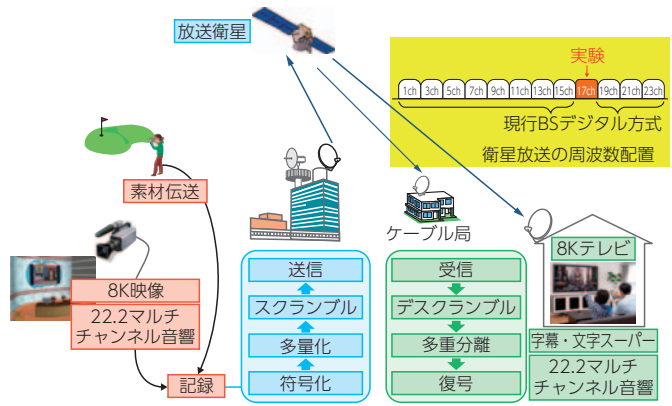 放送衛星
実験
1ch 3ch 5ch 7ch 9ch 11ch 13ch 15ch 17ch 19ch 21ch 23ch
現行BSデジタル方式
衛星放送の周波数配置
素材伝送
8K映像
22.2マルチ
チャンネル音響
記録
送信
スクランブル
多量化
符号化
ケーブル局
受信
デスクランブル
多重分離
復号
8Kテレビ
字幕・文字スーパー
22.2マルチ
チャンネル音響